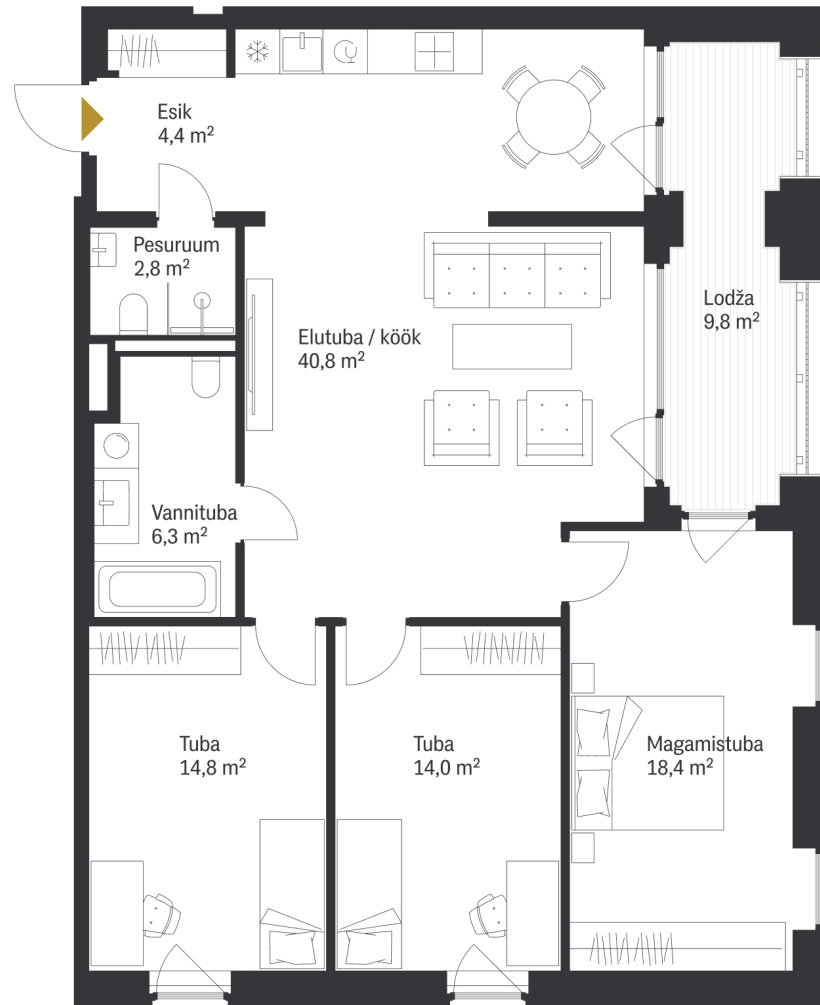 Esik
4,4 m²
Pesuruum
2,8 m²
Elutuba / köök
40,8 m²
Lodža
9,8 m²
Vannituba
6,3 m²
Tuba
14,8 m²
Tuba
14,0 m²
Magamistuba
18,4 m²